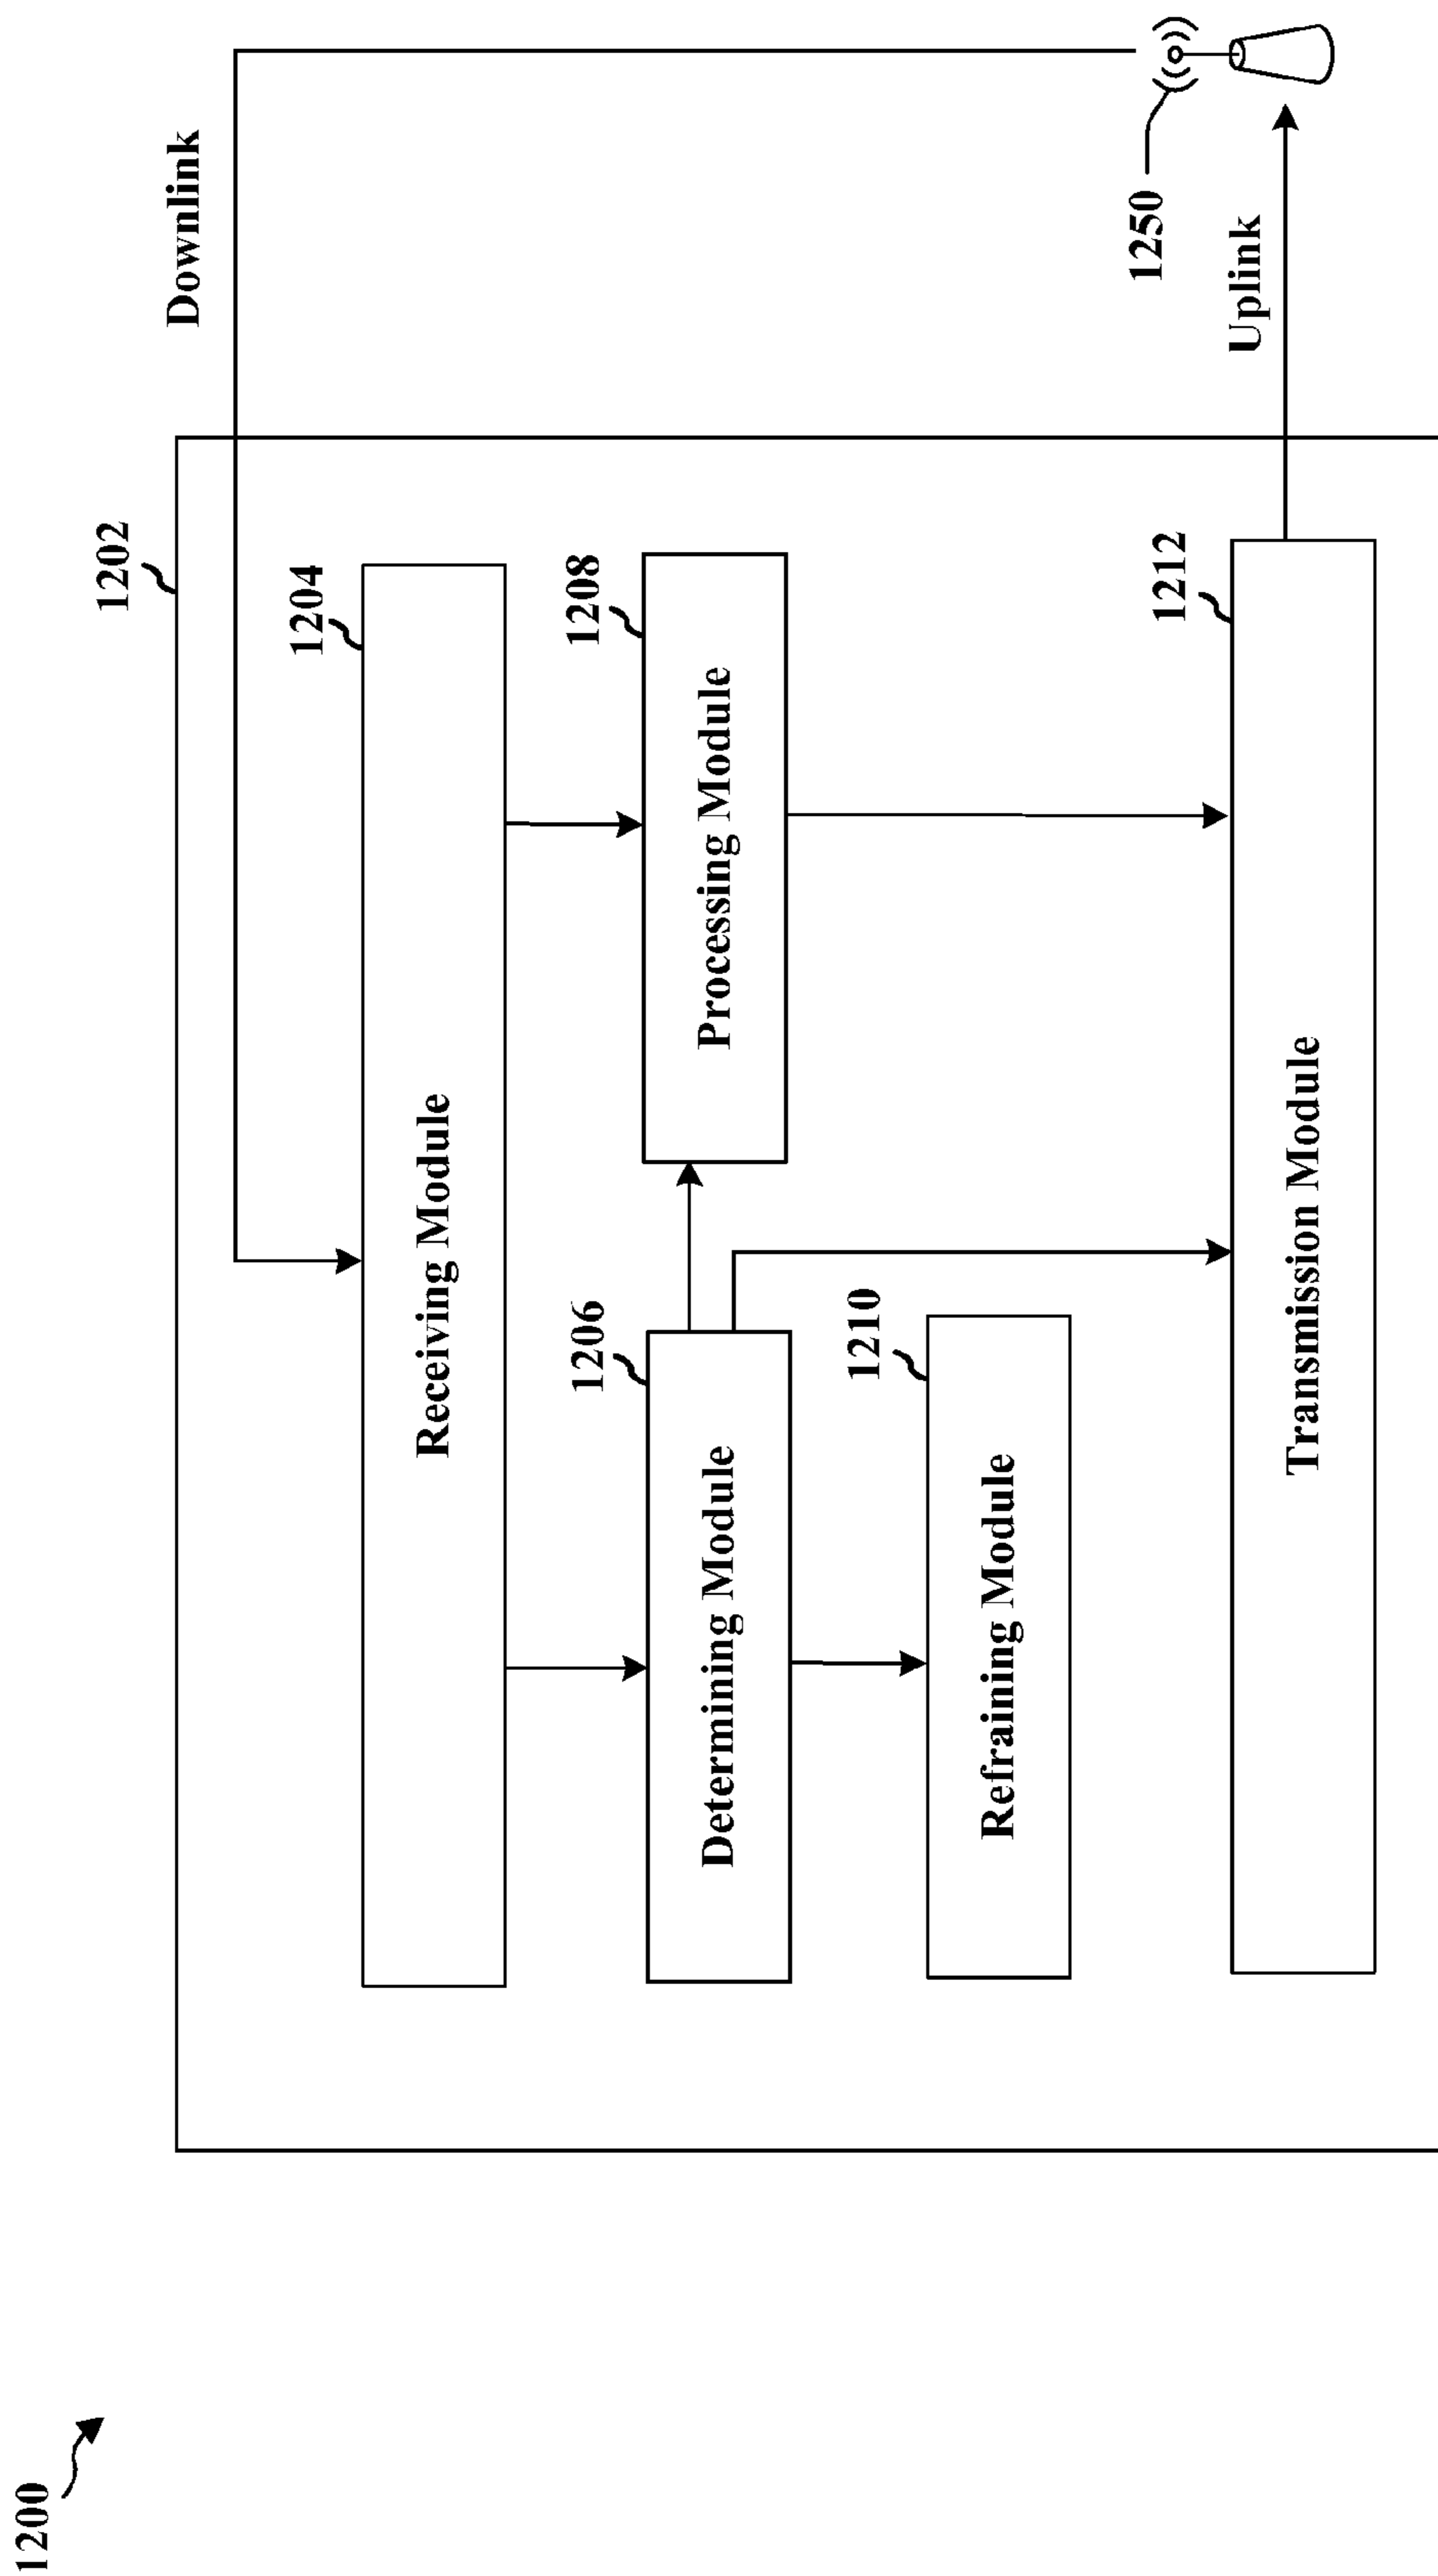 1200
1202
Downlink
1204
Receiving Module
1206
Determining Module
1208
Processing Module
1210
Refraining Module
1212
Transmission Module
1250
Uplink